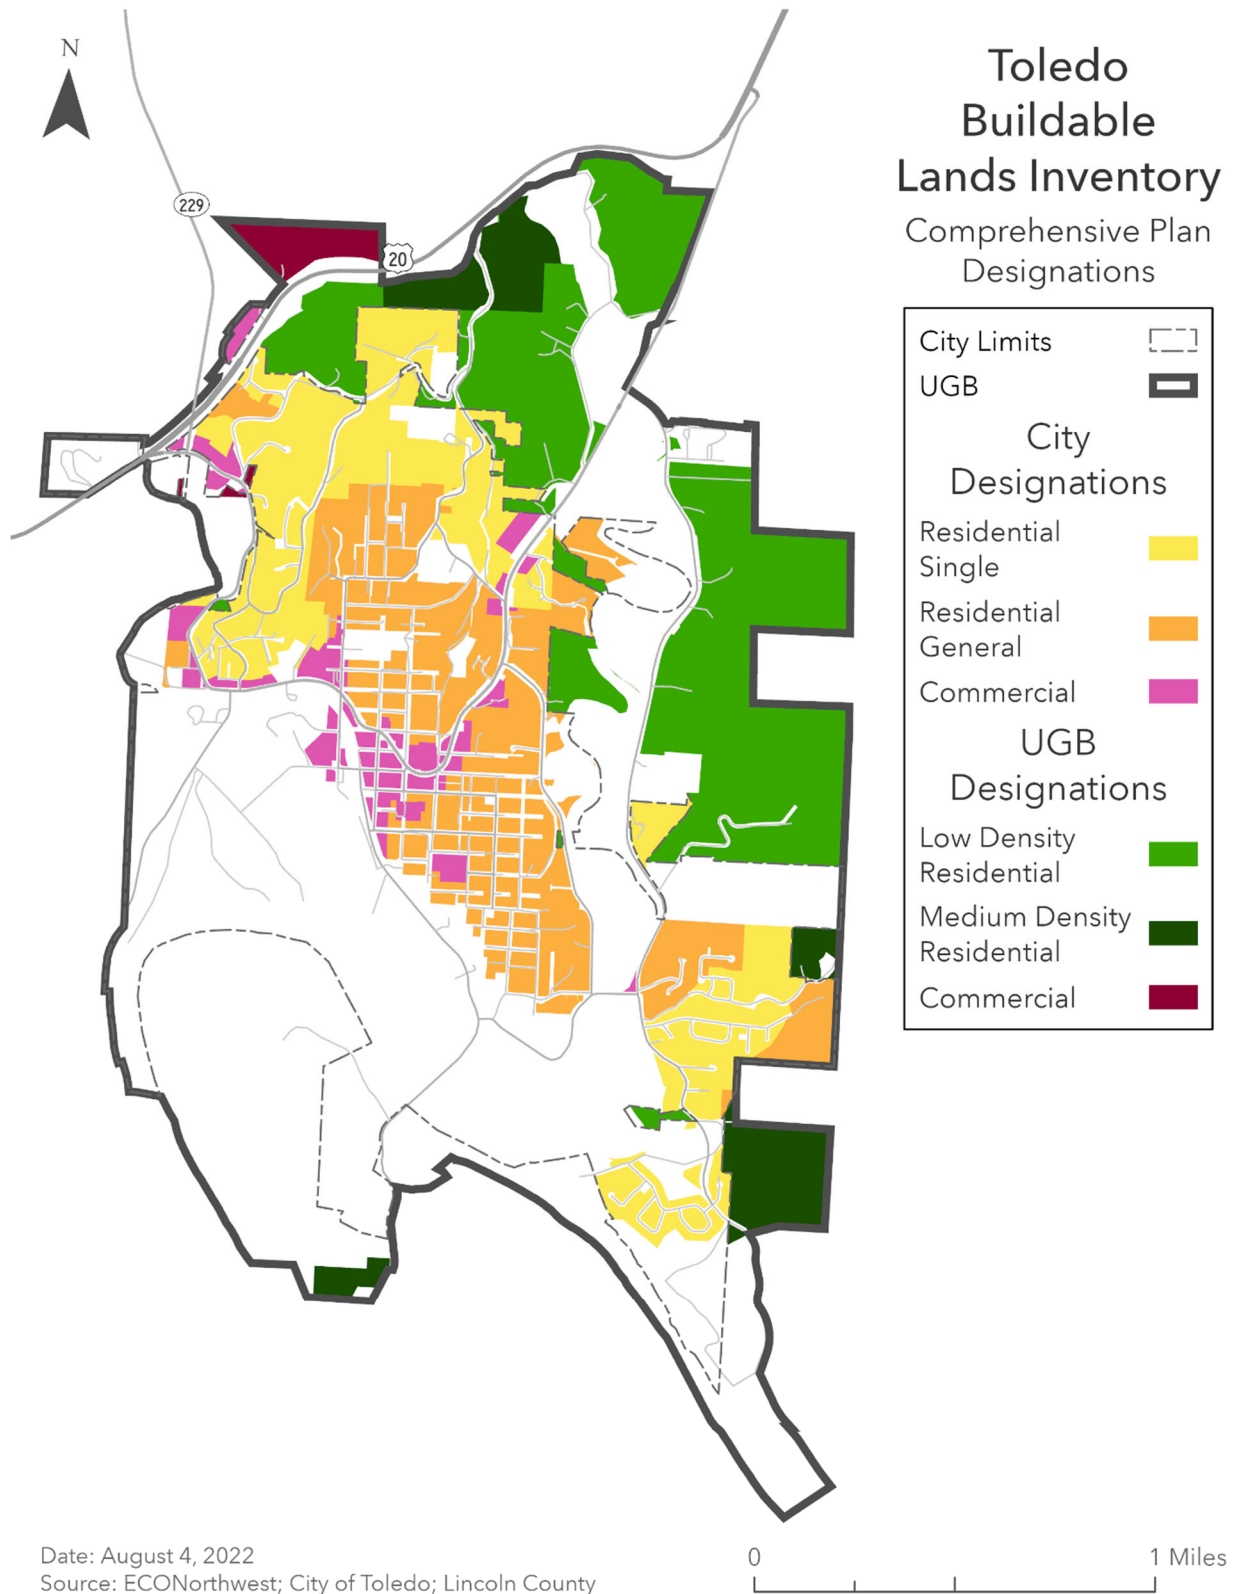 N
Toledo
Buildable
Lands Inventory
Comprehensive Plan
Designations
229
20
City Limits
UGB
City
Designations
Residential
Single
Residential
General
Commercial
UGB
Designations
Low Density
Residential
Medium Density
Residential
Commercial
Date: August 4, 2022
Source: ECONorthwest; City of Toledo; Lincoln County
0
1 Miles